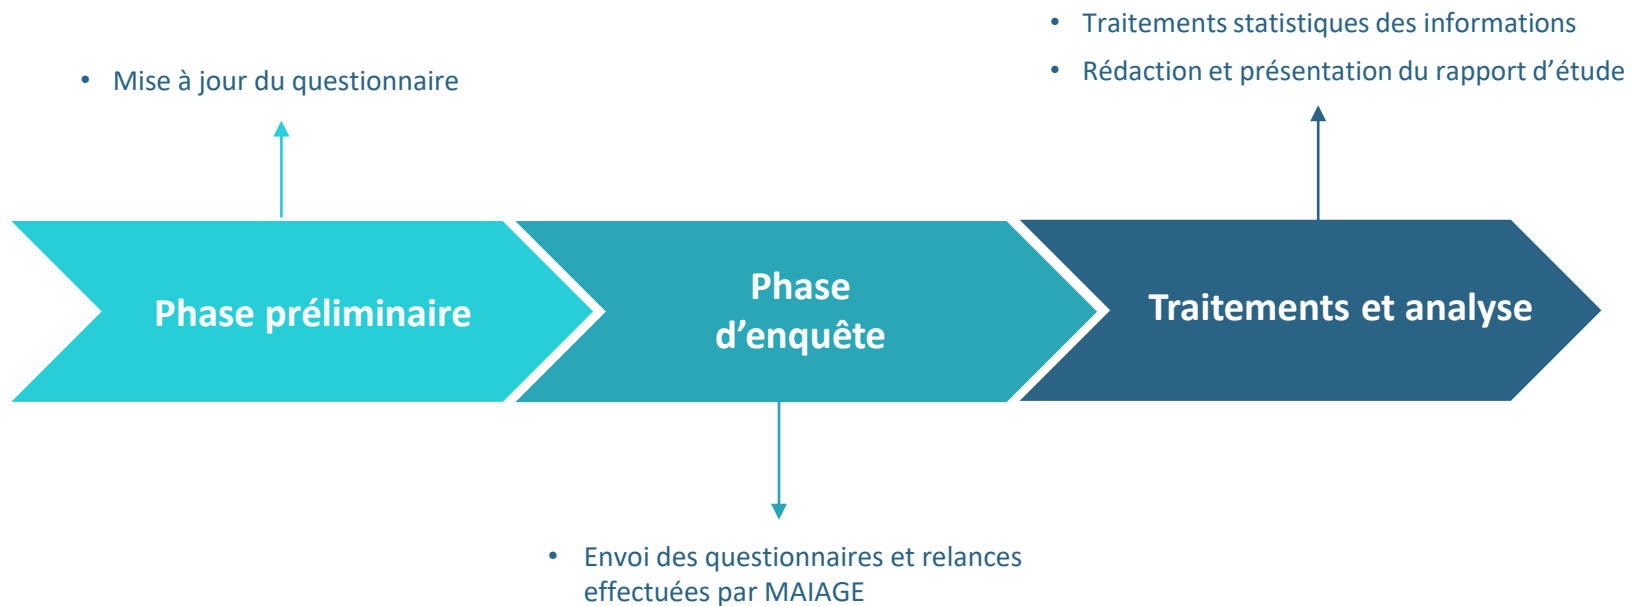 • Mise à jour du questionnaire
• Traitements statistiques des informations
• Rédaction et présentation du rapport d’étude
Phase préliminaire
Phase
d’enquête
Traitements et analyse
• Envoi des questionnaires et relances
effectuées par MAIAGE